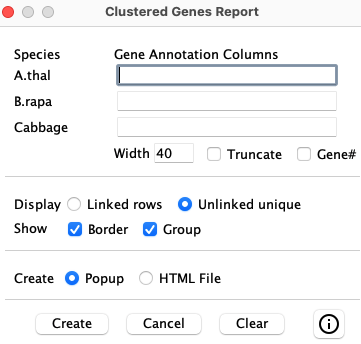 Clustered Genes Report
Species Gene Annotation Columns
A.thal
B.rapa
Cabbage
Width 40 Truncate Gene#
Display Linked rows Unlinked unique
Show Border Group
Create Popup HTML File
Create Cancel Clear